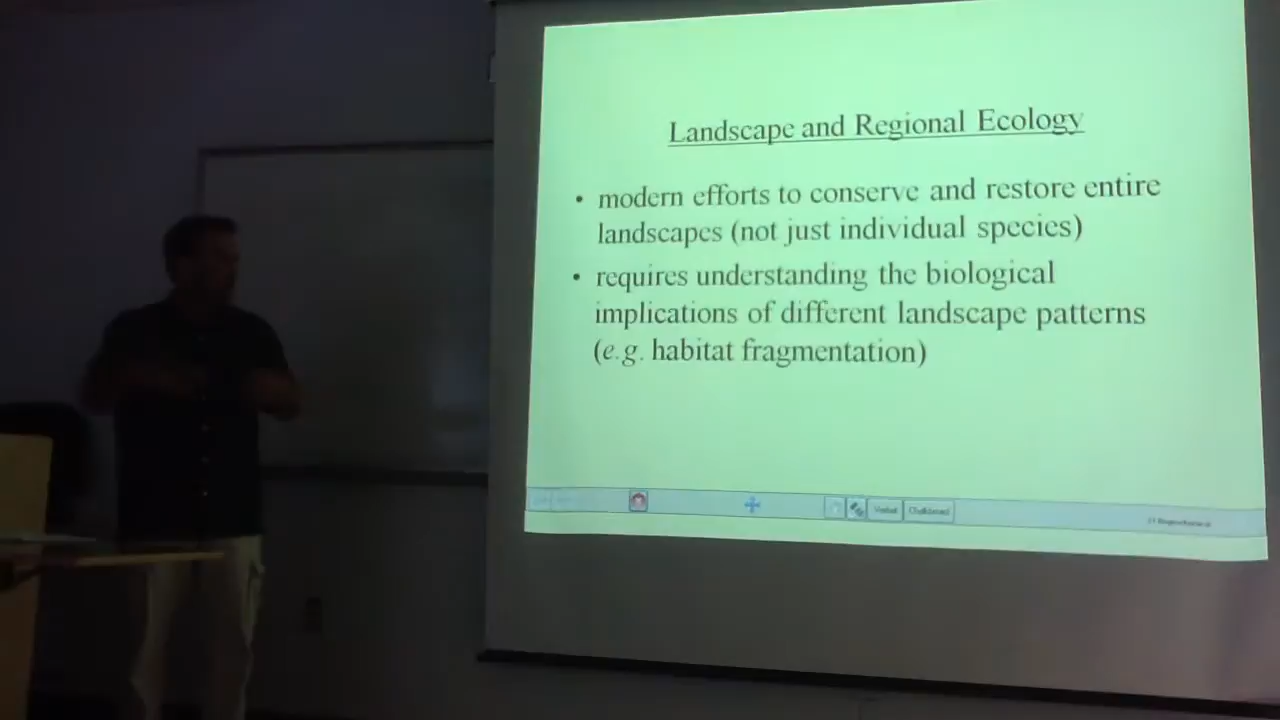 Landscape and Regional Ecology
• modern efforts to conserve and restore entire
landscapes (not just individual species)
• requires understanding the biological
implications of different landscape patterns
(e.g. habitat fragmentation)
Chalkboard